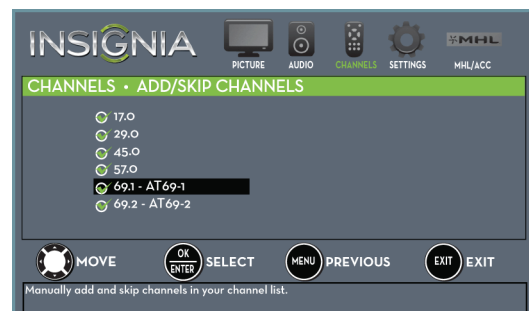 INSIGNIA
PICTURE AUDIO CHANNELS SETTINGS MHL MHL/ACC
CHANNELS • ADD/SKIP CHANNELS
17.0
29.0
45.0
57.0
69.1 - AT69-1
69.2 - AT69-2
MOVE OK ENTER SELECT MENU PREVIOUS EXIT EXIT
Manually add and skip channels in your channel list.